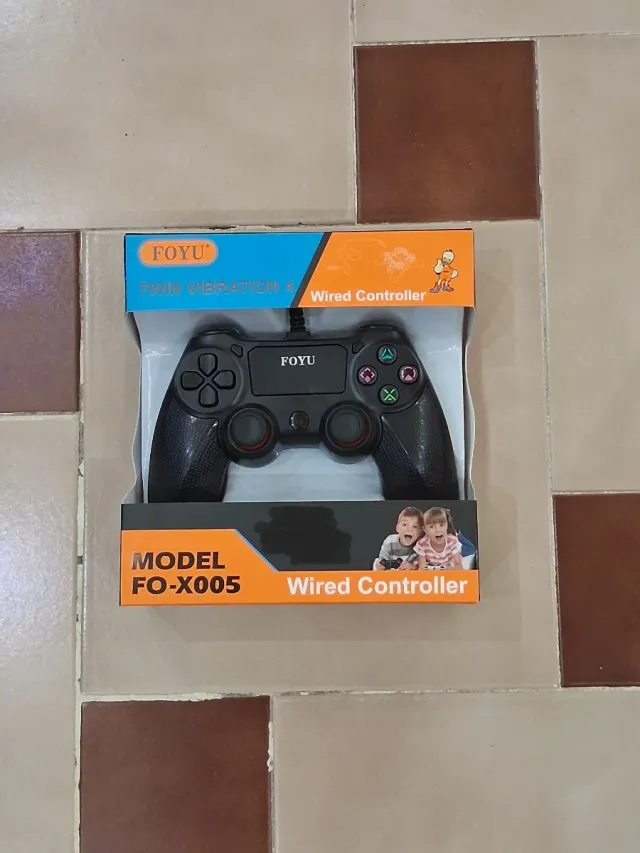 FOYU
TWIN VIBRATION 4
Wired Controller
FOYU
MODEL
FO-X005
Wired Controller